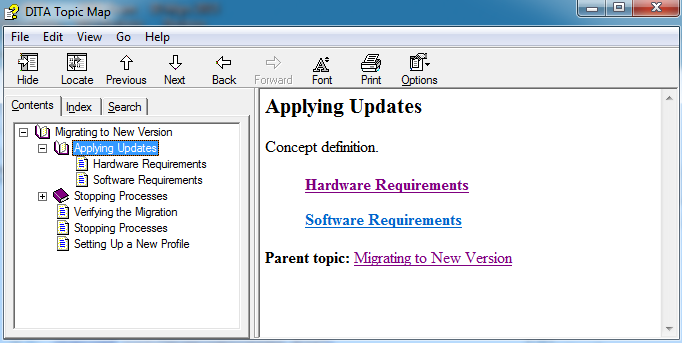 DITA Topic Map
File Edit View Go Help
Hide Locate Previous Next Back Forward Font Print Options
Contents Index Search
Migrating to New Version
Applying Updates
Hardware Requirements
Software Requirements
Stopping Processes
Verifying the Migration
Stopping Processes
Setting Up a New Profile
Applying Updates
Concept definition.
Hardware Requirements
Software Requirements
Parent topic: Migrating to New Version